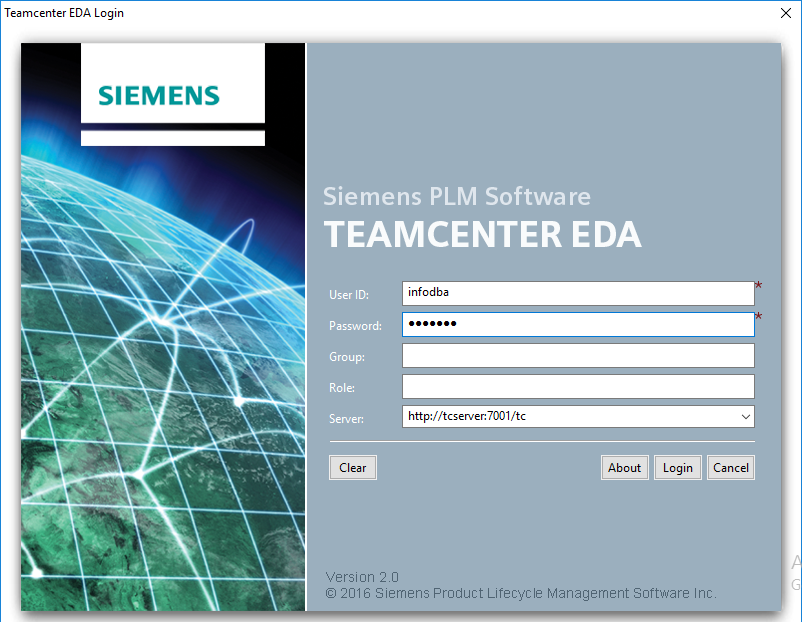 Teamcenter EDA Login
SIEMENS
Siemens PLM Software
TEAMCENTER EDA
User ID: infodba *
Password: ••••••• *
Group:
Role:
Server: http://tcserver:7001/tc
Clear About Login Cancel
Version 2.0
© 2016 Siemens Product Lifecycle Management Software Inc.